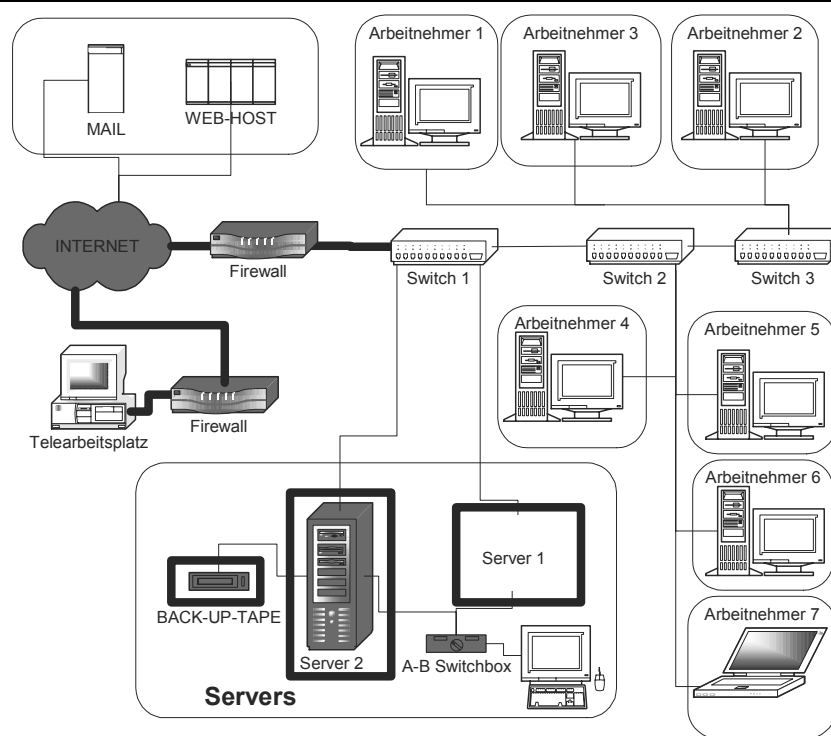 Arbeitnehmer 1
Arbeitnehmer 3
Arbeitnehmer 2
MAIL
WEB-HOST
INTERNET
Firewall
Switch 1
Switch 2
Switch 3
Arbeitnehmer 4
Arbeitnehmer 5
Telearbeitsplatz
Firewall
Arbeitnehmer 6
Server 1
BACK-UP-TAPE
Arbeitnehmer 7
Server 2
A-B Switchbox
Servers